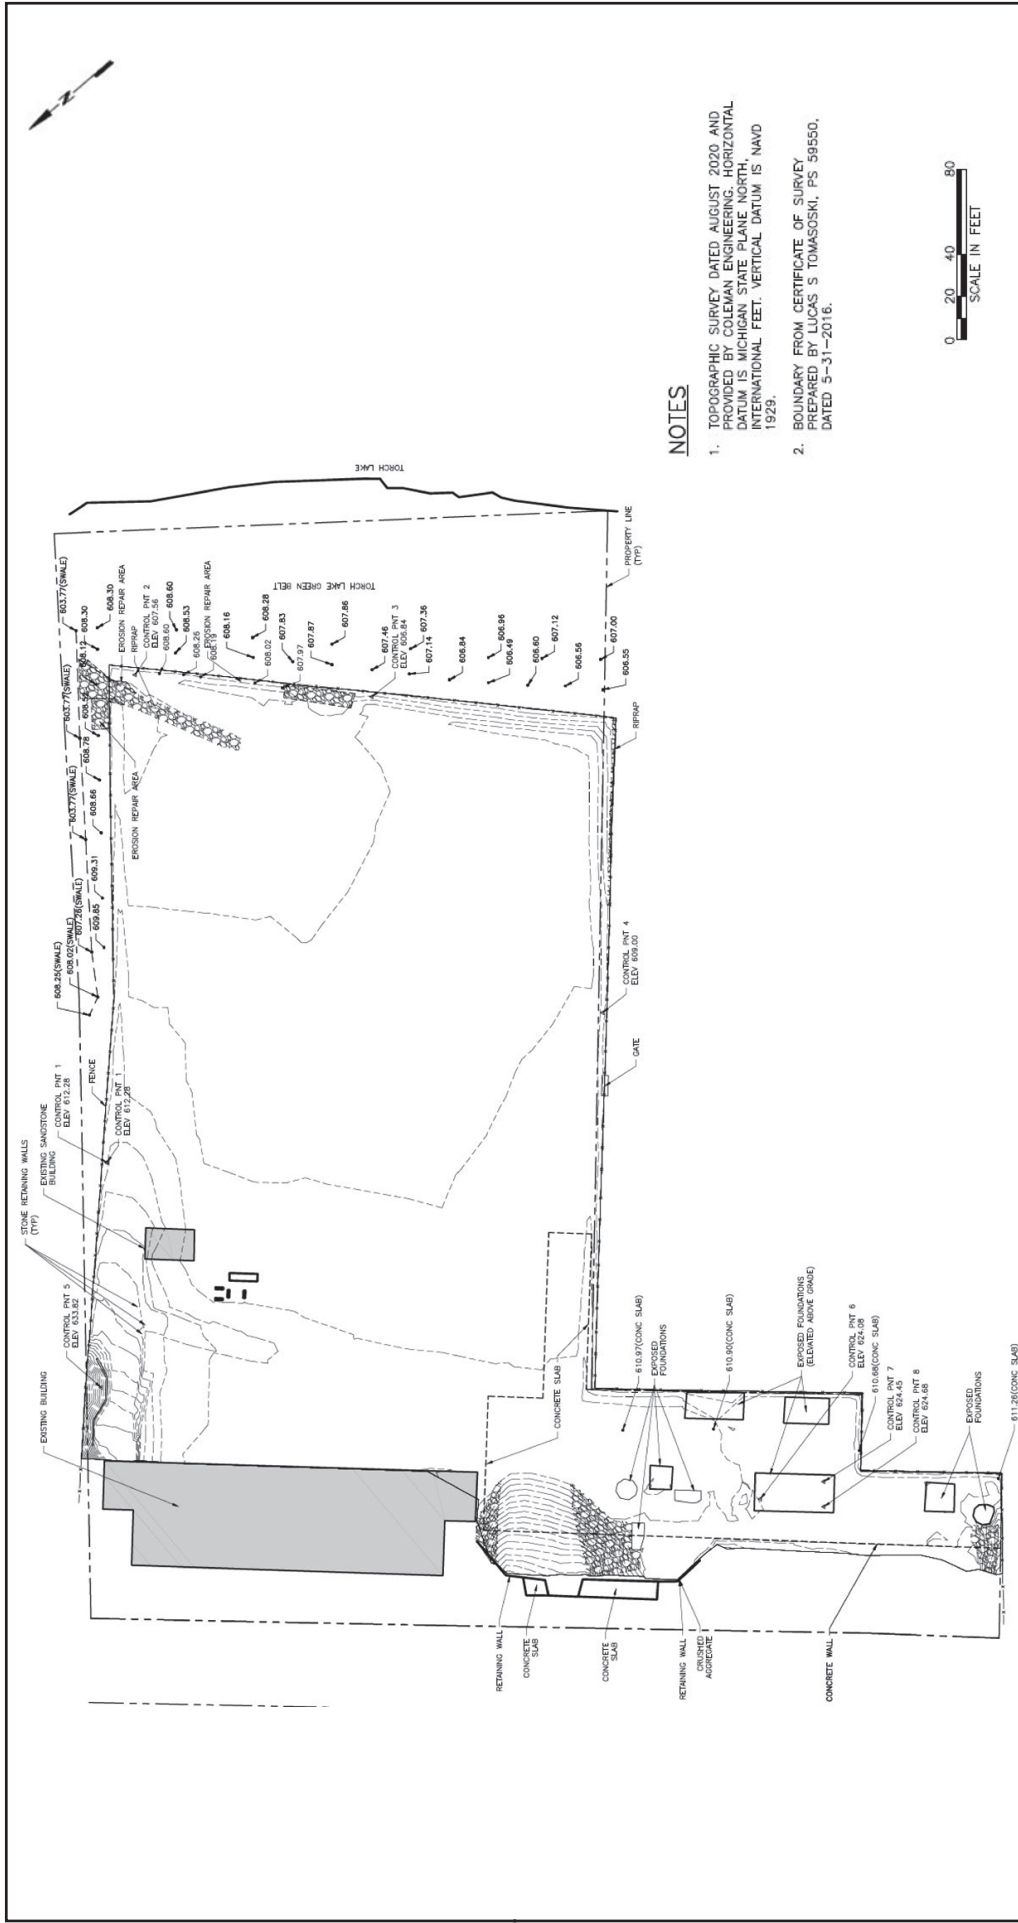 NOTES
1. TOPOGRAPHIC SURVEY DATED AUGUST 2020 AND
PROVIDED BY COLEMAN ENGINEERING. HORIZONTAL
DATUM IS MICHIGAN STATE PLANE NORTH,
INTERNATIONAL FEET. VERTICAL DATUM IS NAVD
1929.
2. BOUNDARY FROM CERTIFICATE OF SURVEY
PREPARED BY LUCAS S TOMASOSKI, PS 59550,
DATED 5-31-2016.
0 20 40 80
SCALE IN FEET
N
EXISTING BUILDING
CONTROL PNT 5
ELEV 633.82
STONE RETAINING WALLS
(TYP)
EXISTING SANDSTONE
BUILDING
CONTROL PNT 1
ELEV 612.28
FENCE
CONTROL PNT 1
ELEV 612.28
608.25(SWALE)
608.02(SWALE)
607.26(SWALE)
609.85
609.31
603.77(SWALE)
608.66
608.78
603.77(SWALE)
608.12
608.30
603.77(SWALE)
608.30
EROSION REPAIR AREA
EROSION REPAIR AREA
RIPRAP
CONTROL PNT 2
ELEV 607.56
608.60
608.60
608.53
608.26
608.19
EROSION REPAIR AREA
608.16
608.28
608.02
607.83
607.97
607.87
607.86
TORCH LAKE GREEN BELT
TORCH LAKE
607.46
CONTROL PNT 3
ELEV 606.84
607.36
607.14
606.84
606.96
606.49
606.60
607.12
606.56
607.00
606.55
PROPERTY LINE
(TYP)
RIPRAP
CONTROL PNT 4
ELEV 609.00
GATE
CONCRETE SLAB
610.97(CONC SLAB)
EXPOSED
FOUNDATIONS
610.90(CONC SLAB)
EXPOSED FOUNDATIONS
(ELEVATED ABOVE GRADE)
CONTROL PNT 6
ELEV 624.08
610.68(CONC SLAB)
CONTROL PNT 7
ELEV 624.45
CONTROL PNT 8
ELEV 624.68
EXPOSED
FOUNDATIONS
611.26(CONC SLAB)
RETAINING WALL
CONCRETE
SLAB
CONCRETE
SLAB
RETAINING WALL
CRUSHED
AGGREGATE
CONCRETE WALL